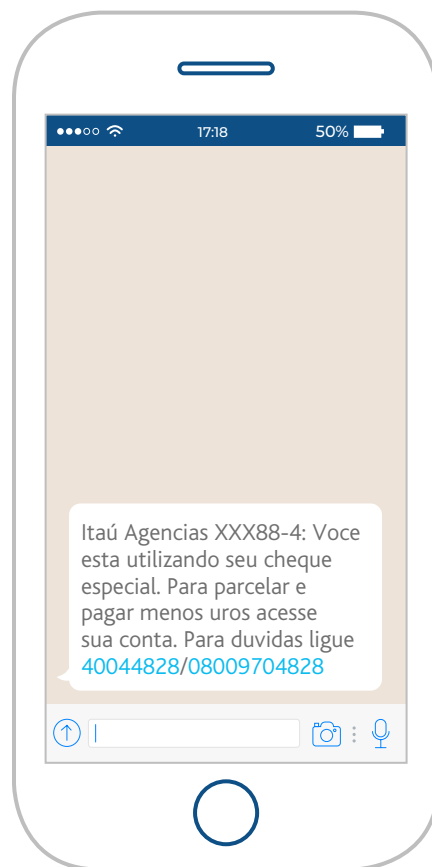 17:18
50%
Itaú Agencias XXX88-4: Voce
esta utilizando seu cheque
especial. Para parcelar e
pagar menos uros acesse
sua conta. Para duvidas ligue
40044828/08009704828